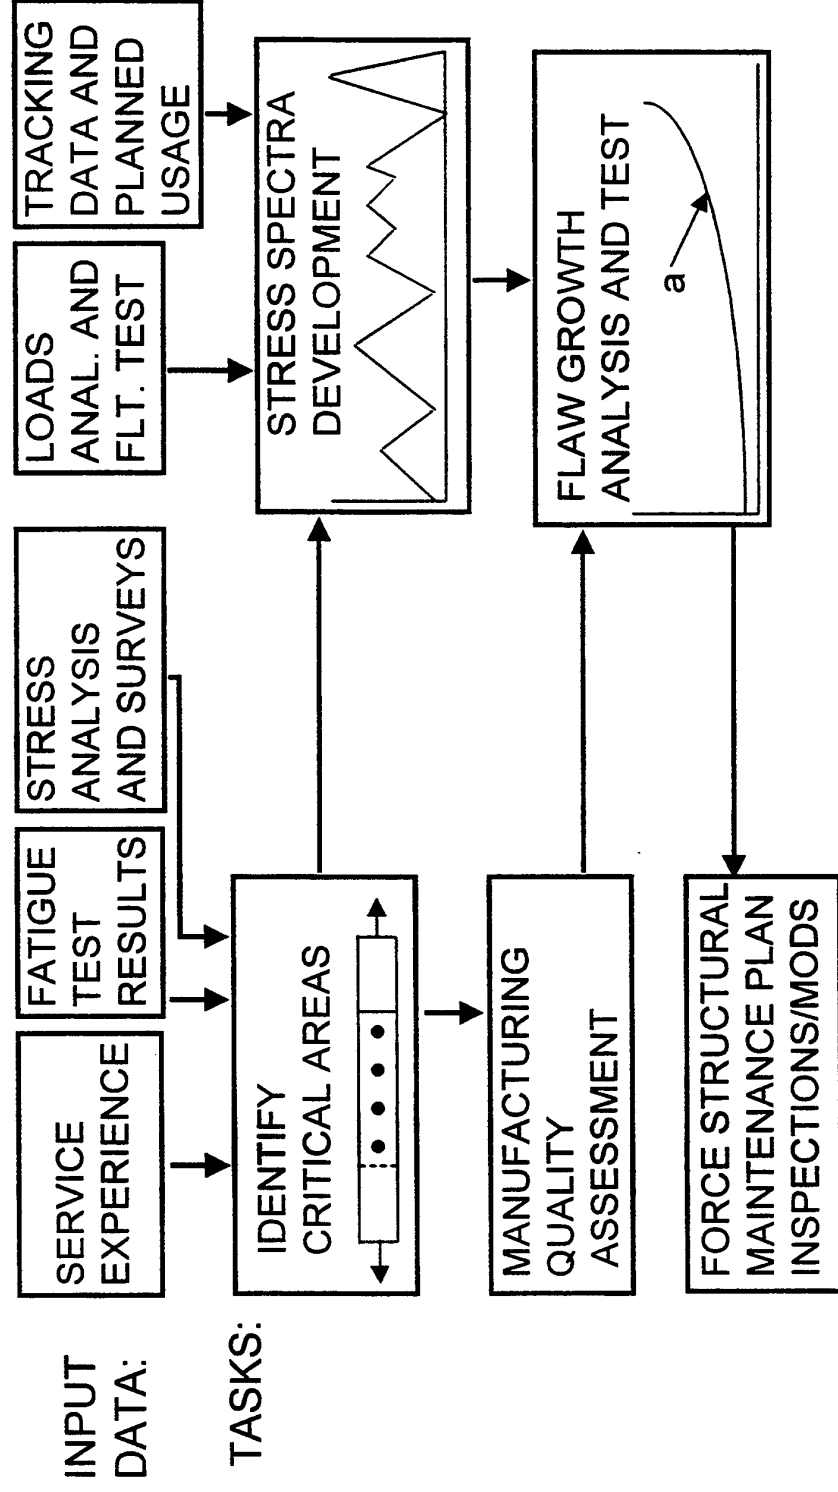 INPUT
DATA:
SERVICE
EXPERIENCE
FATIGUE
TEST
RESULTS
STRESS
ANALYSIS
AND SURVEYS
LOADS
ANAL. AND
FLT. TEST
TRACKING
DATA AND
PLANNED
USAGE
TASKS:
IDENTIFY
CRITICAL AREAS
STRESS SPECTRA
DEVELOPMENT
MANUFACTURING
QUALITY
ASSESSMENT
FLAW GROWTH
ANALYSIS AND TEST
a
FORCE STRUCTURAL
MAINTENANCE PLAN
INSPECTIONS/MODS